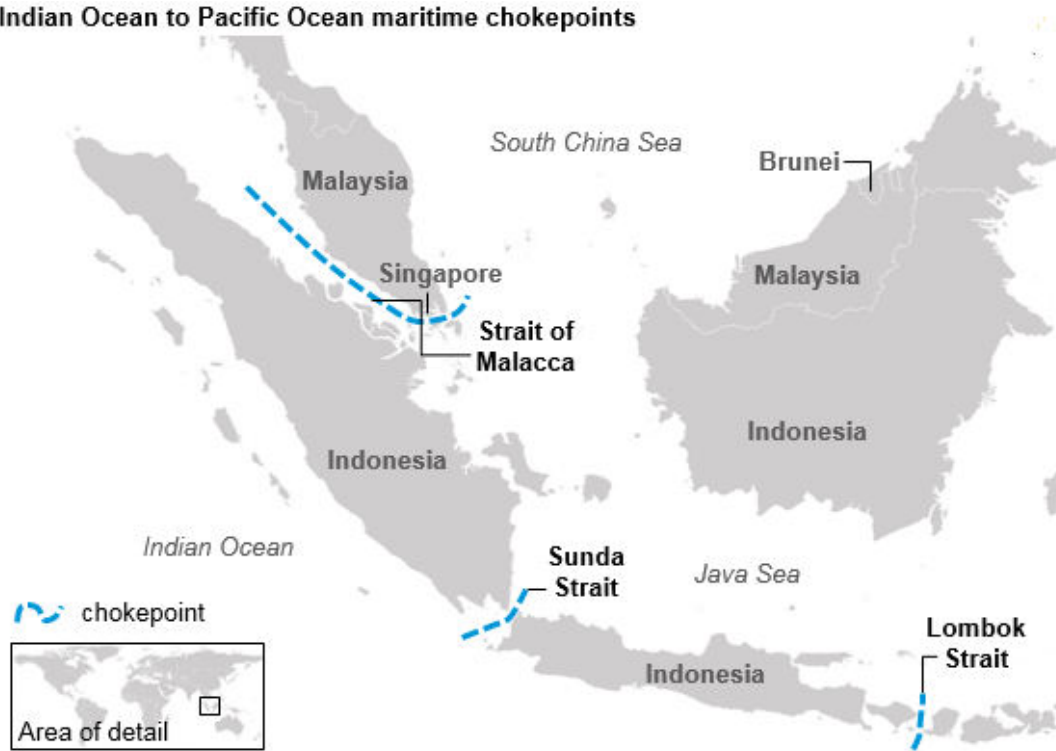 Indian Ocean to Pacific Ocean maritime chokepoints
South China Sea
Brunei
Malaysia
Singapore
Malaysia
Strait of
Malacca
Indonesia
Indonesia
Indian Ocean
Sunda
Strait
Java Sea
chokepoint
Lombok
Strait
Indonesia
Area of detail